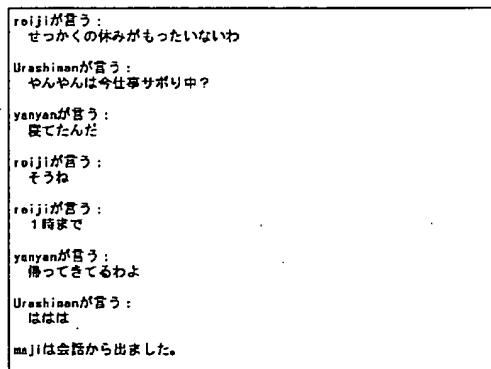 reijiが言う：
せっかくの休みがもったいないわ
Urashimanが言う：
やんやんは今仕事サボり中？
yanyanが言う：
寝てたんだ
reijiが言う：
そうね
reijiが言う：
１時まで
yanyanが言う：
帰ってきてるわよ
Urashimanが言う：
ははは
majiは会話から出ました。